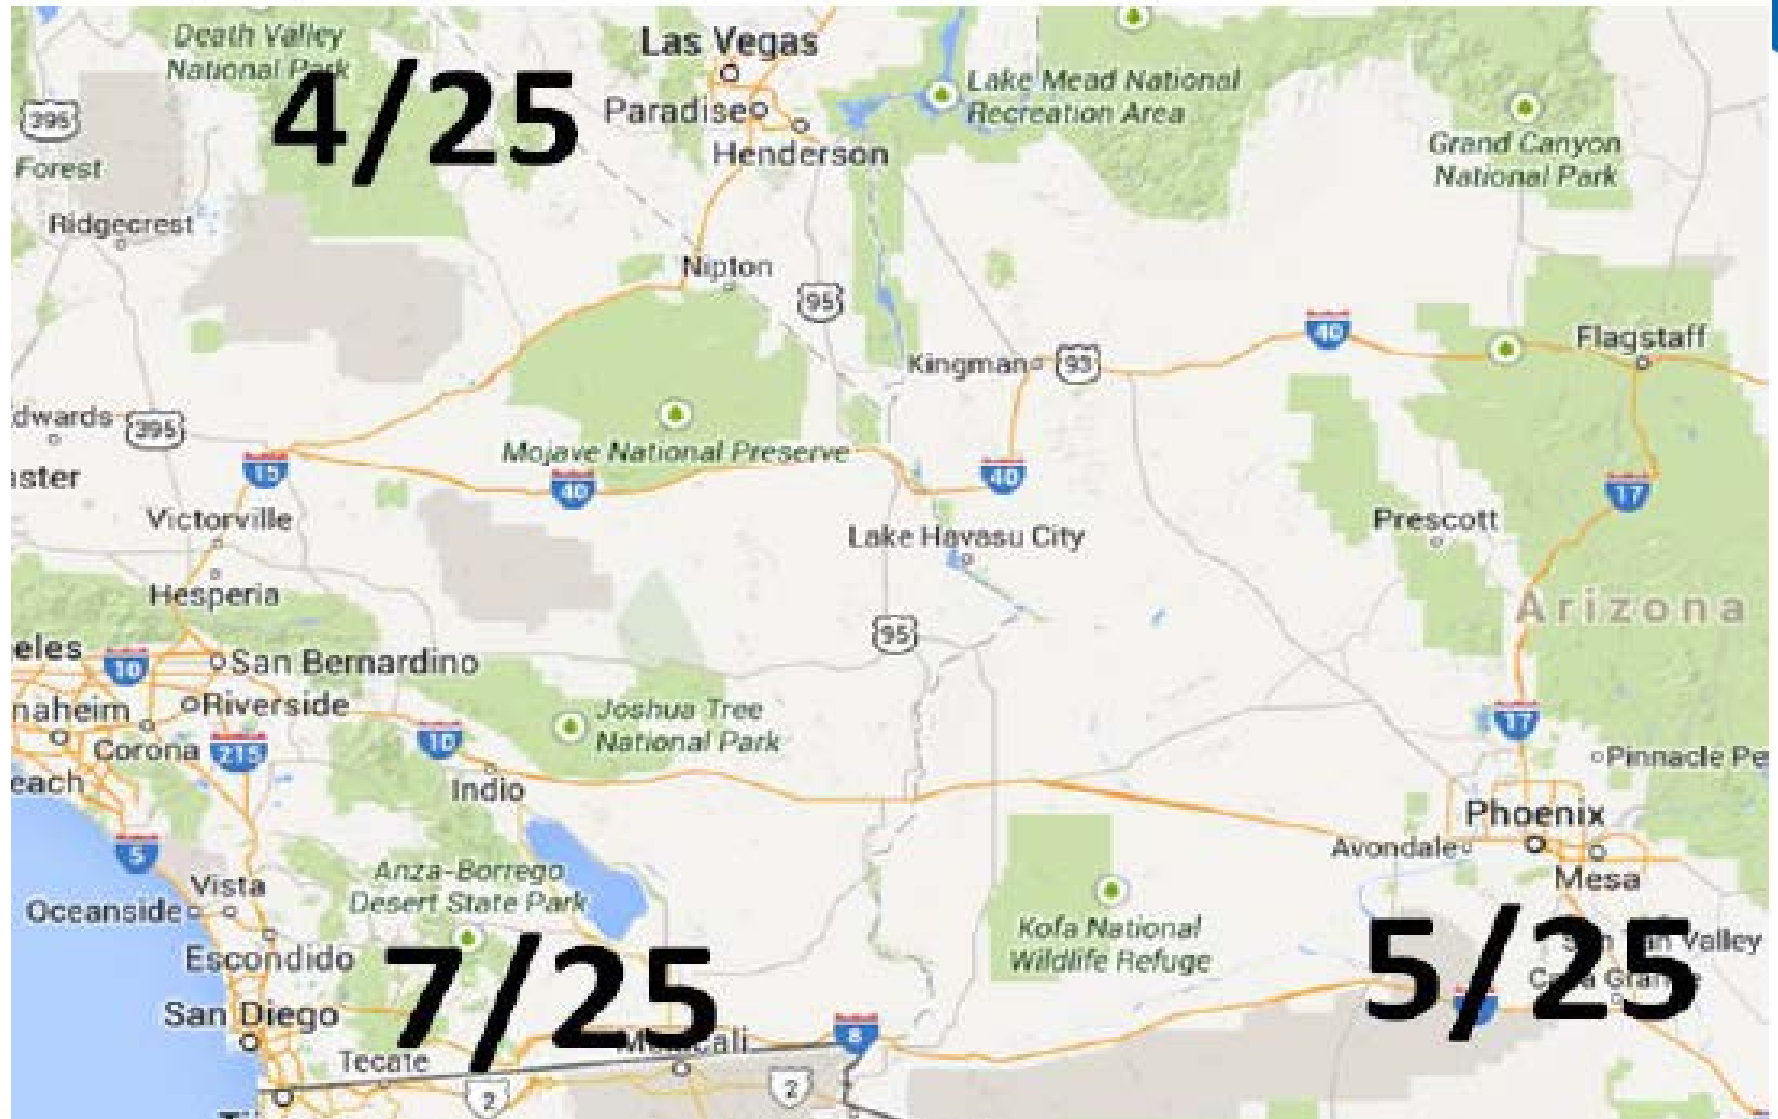 Death Valley
National Park
4/25
Las Vegas
Paradise
Henderson
Lake Mead National
Recreation Area
Grand Canyon
National Park
395
Forest
Ridgecrest
Nipton
95
Kingman
93
40
Flagstaff
dwards
395
aster
15
Mojave National Preserve
40
40
17
Victorville
Lake Havasu City
Prescott
Hesperia
Arizona
95
eles
10
San Bernardino
naheim
Riverside
Joshua Tree
National Park
17
Corona
215
10
Pinnacle Pe
each
Indio
Phoenix
5
Avondale
Mesa
Anza-Borrego
Desert State Park
Vista
Oceanside
Kofa National
Wildlife Refuge
Valley
Escondido
7/25
5/25
San Diego
8
Tecate
2
2